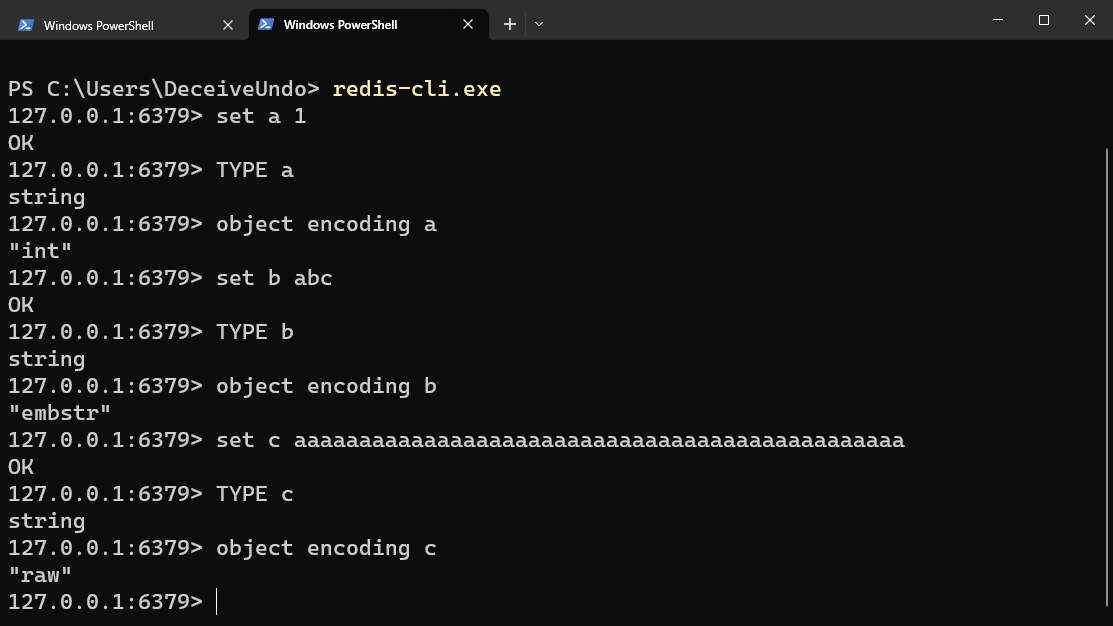 Windows PowerShell
Windows PowerShell
PS C:\Users\DeceiveUndo> redis-cli.exe
127.0.0.1:6379> set a 1
OK
127.0.0.1:6379> TYPE a
string
127.0.0.1:6379> object encoding a
"int"
127.0.0.1:6379> set b abc
OK
127.0.0.1:6379> TYPE b
string
127.0.0.1:6379> object encoding b
"embstr"
127.0.0.1:6379> set c aaaaaaaaaaaaaaaaaaaaaaaaaaaaaaaaaaaaaaaaaaaaaaa
OK
127.0.0.1:6379> TYPE c
string
127.0.0.1:6379> object encoding c
"raw"
127.0.0.1:6379>